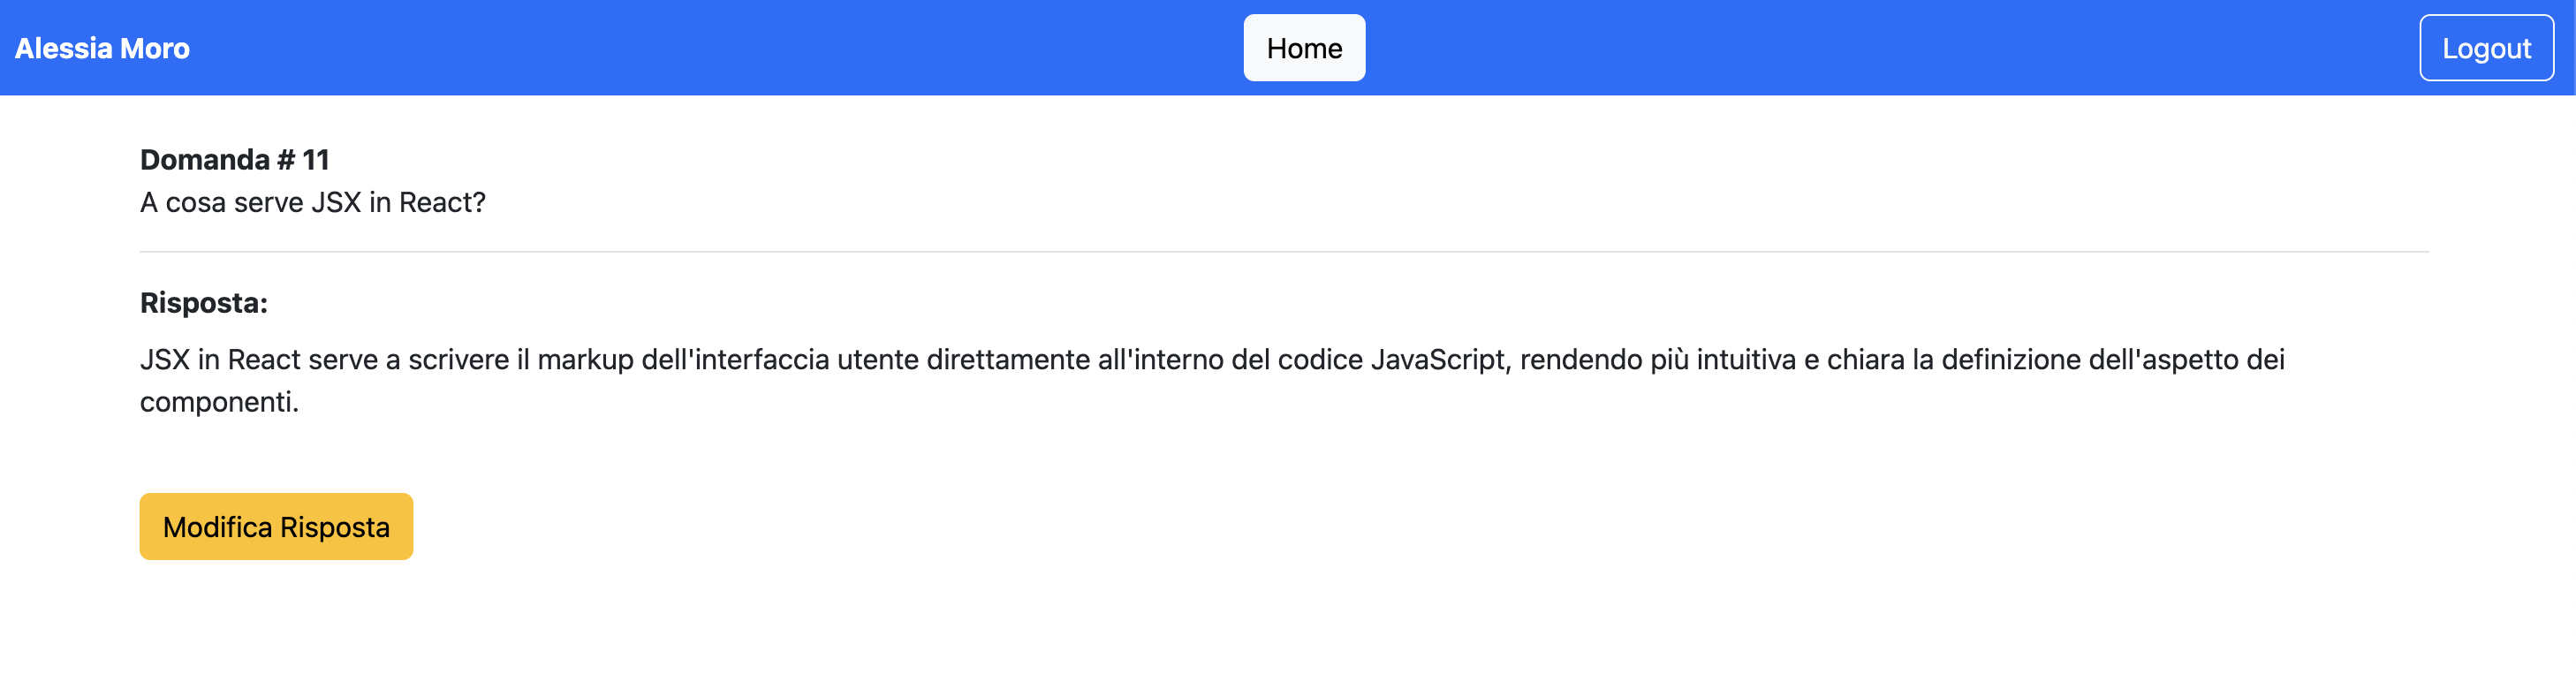 Alessia Moro
Home
Logout
Domanda # 11
A cosa serve JSX in React?
Risposta:
JSX in React serve a scrivere il markup dell'interfaccia utente direttamente all'interno del codice JavaScript, rendendo più intuitiva e chiara la definizione dell'aspetto dei
componenti.
Modifica Risposta